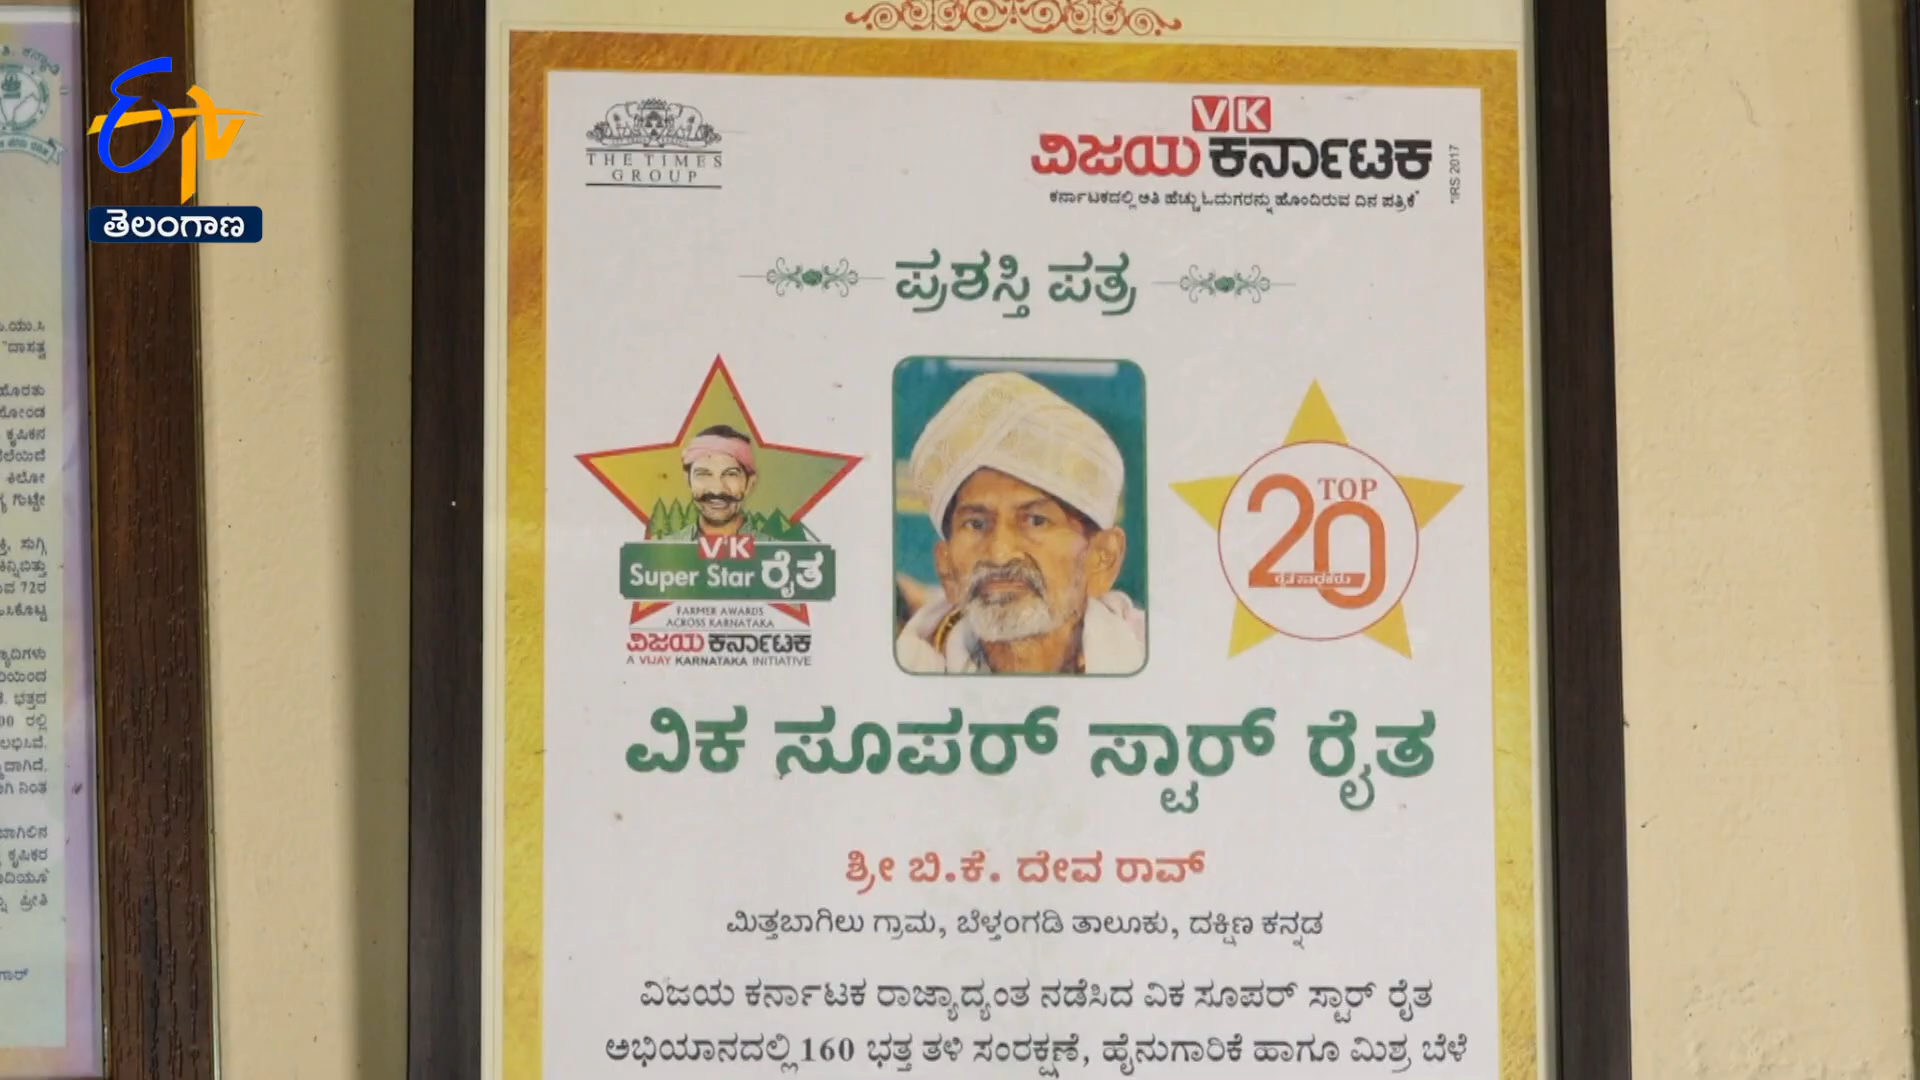 ETV
తెలంగాణ
THE TIMES
GROUP
VK
ವಿಜಯ ಕರ್ನಾಟಕ
*IRS 2017
ಕರ್ನಾಟಕದಲ್ಲಿ ಅತಿ ಹೆಚ್ಚು ಓದುಗರನ್ನು ಹೊಂದಿರುವ ದಿನ ಪತ್ರಿಕೆ*
ಪ್ರಶಸ್ತಿ ಪತ್ರ
VK
Super Star ರೈತ
FARMER AWARDS
ACROSS KARNATAKA
ವಿಜಯ ಕರ್ನಾಟಕ
A VIJAY KARNATAKA INITIATIVE
TOP
20
ರೈತ ಸಾಧಕರು
ವಿಕ ಸೂಪರ್ ಸ್ಟಾರ್ ರೈತ
ಶ್ರೀ ಬಿ.ಕೆ. ದೇವ ರಾವ್
ಮಿತ್ತಬಾಗಿಲು ಗ್ರಾಮ, ಬೆಳ್ತಂಗಡಿ ತಾಲೂಕು, ದಕ್ಷಿಣ ಕನ್ನಡ
ವಿಜಯ ಕರ್ನಾಟಕ ರಾಜ್ಯಾದ್ಯಂತ ನಡೆಸಿದ ವಿಕ ಸೂಪರ್ ಸ್ಟಾರ್ ರೈತ
ಅಭಿಯಾನದಲ್ಲಿ 160 ಭತ್ತ ತಳಿ ಸಂರಕ್ಷಣೆ, ಹೈನುಗಾರಿಕೆ ಹಾಗೂ ಮಿಶ್ರ ಬೆಳೆ